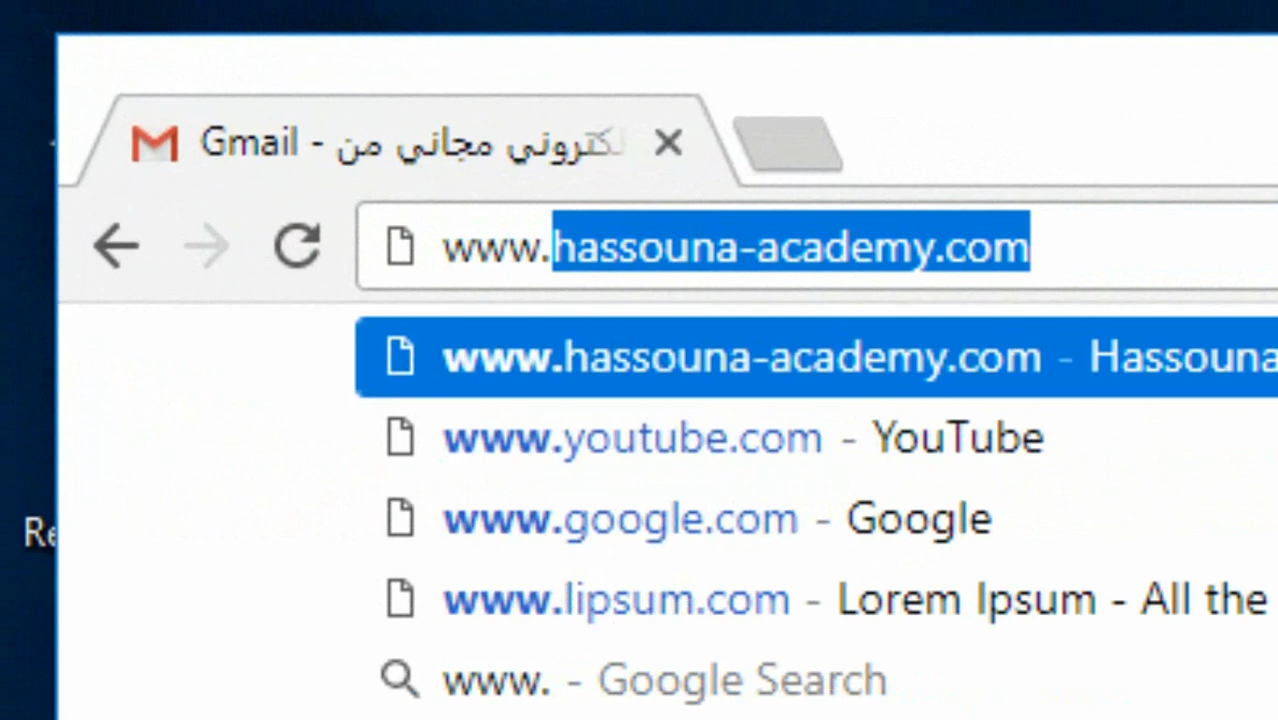 Gmail - لكتروني مجاني من
www.hassouna-academy.com
www.hassouna-academy.com - Hassouna
www.youtube.com - YouTube
www.google.com - Google
www.lipsum.com - Lorem Ipsum - All the
www. - Google Search
Re